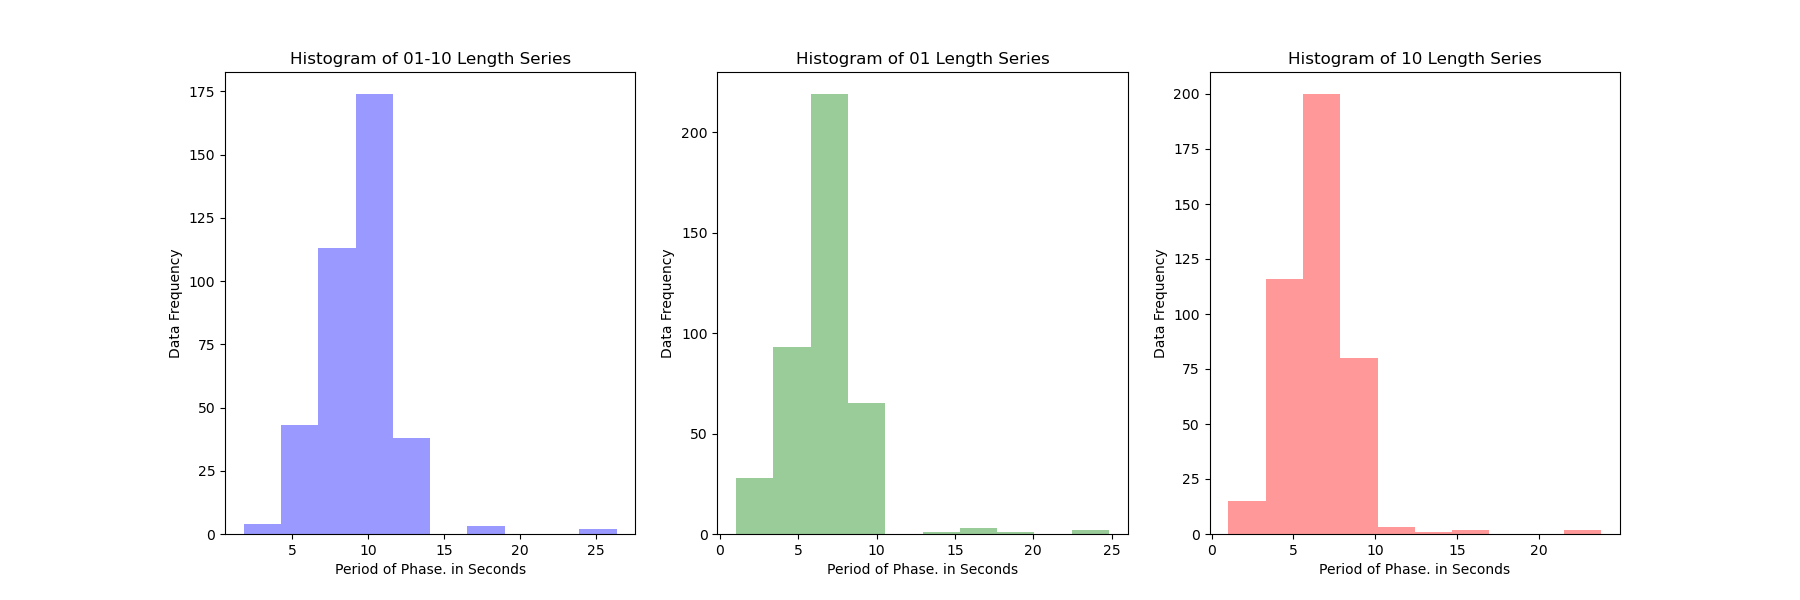 Histogram of 01-10 Length Series
175
150
125
100
75
50
25
0
Data Frequency
5 10 15 20 25
Period of Phase. in Seconds
Histogram of 01 Length Series
200
150
100
50
0
Data Frequency
0 5 10 15 20 25
Period of Phase. in Seconds
Histogram of 10 Length Series
200
175
150
125
100
75
50
25
0
Data Frequency
0 5 10 15 20
Period of Phase. in Seconds